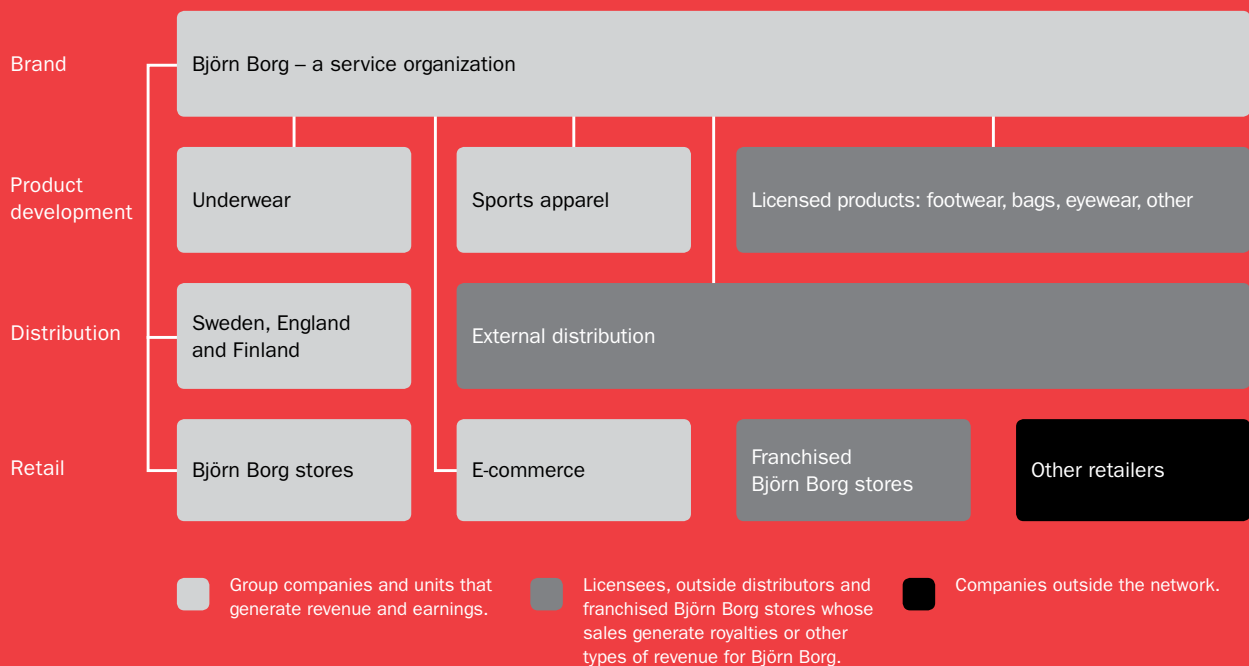 Brand
Björn Borg – a service organization
Product
development
Underwear
Sports apparel
Licensed products: footwear, bags, eyewear, other
Distribution
Sweden, England
and Finland
External distribution
Retail
Björn Borg stores
E-commerce
Franchised
Björn Borg stores
Other retailers
Group companies and units that
generate revenue and earnings.
Licensees, outside distributors and
franchised Björn Borg stores whose
sales generate royalties or other
types of revenue for Björn Borg.
Companies outside the network.